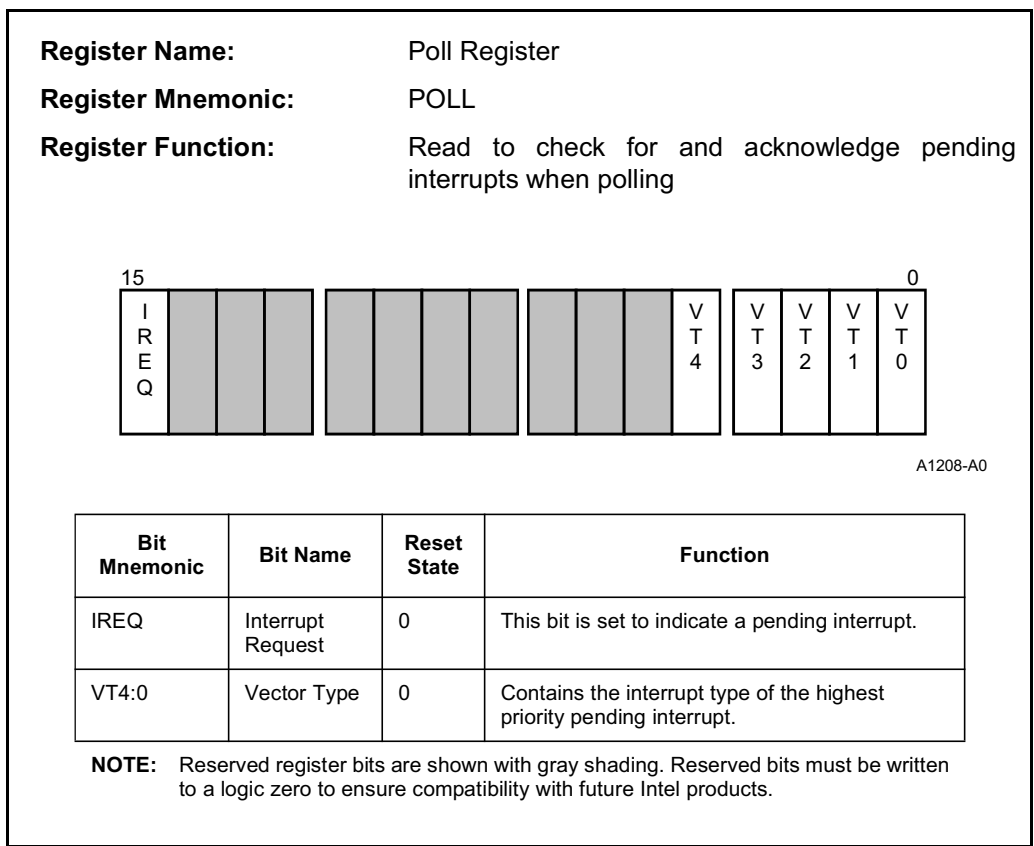 Register Name: Poll Register
Register Mnemonic: POLL
Register Function: Read to check for and acknowledge pending
interrupts when polling
15 0
I
R
E
Q
V
T
4
V
T
3
V
T
2
V
T
1
V
T
0
A1208-A0
Bit
Mnemonic
Bit Name
Reset
State
Function
IREQ
Interrupt
Request
0
This bit is set to indicate a pending interrupt.
VT4:0
Vector Type
0
Contains the interrupt type of the highest
priority pending interrupt.
NOTE: Reserved register bits are shown with gray shading. Reserved bits must be written
to a logic zero to ensure compatibility with future Intel products.